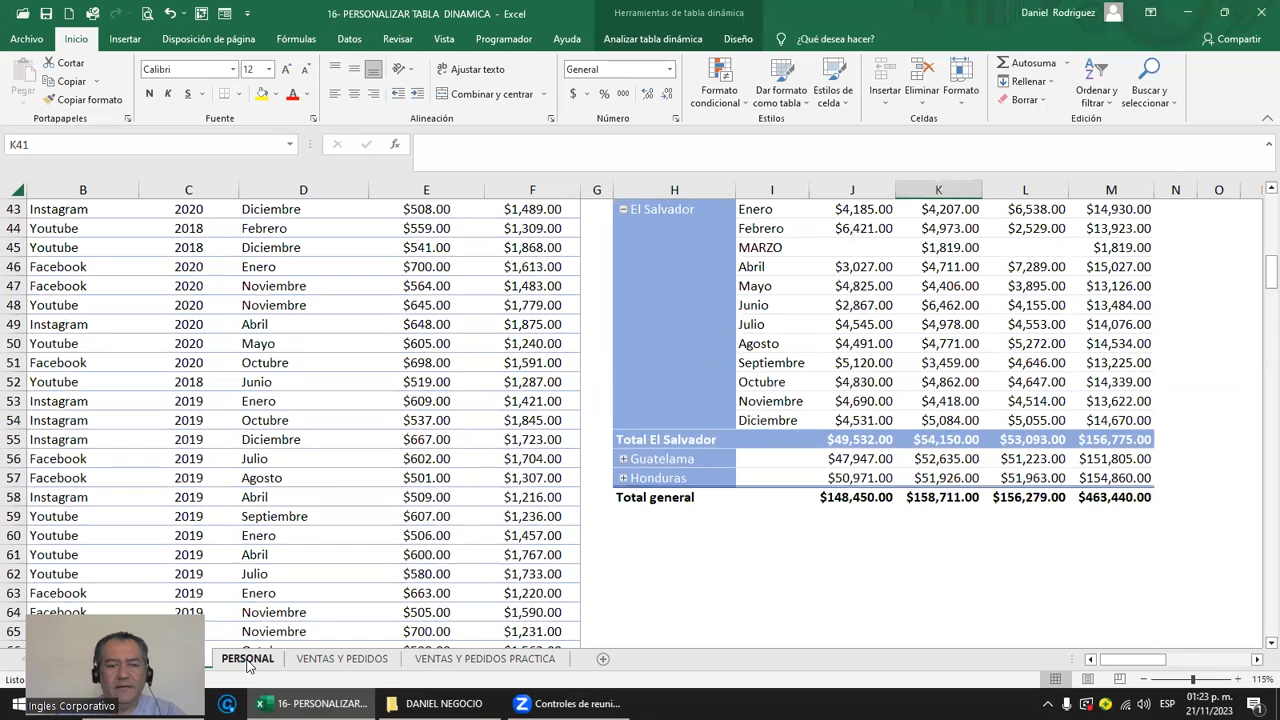 16- PERSONALIZAR TABLA DINAMICA - Excel
Herramientas de tabla dinámica
Daniel Rodriguez
Archivo Inicio Insertar Disposición de página Fórmulas Datos Revisar Vista Programador Ayuda Analizar tabla dinámica Diseño ¿Qué desea hacer? Compartir
Pegar
Cortar
Copiar
Copiar formato
Portapapeles
Calibri 12
N K S
Fuente
Ajustar texto
Combinar y centrar
Alineación
General
$ % 000
Número
Formato condicional
Dar formato como tabla
Estilos de celda
Estilos
Insertar Eliminar Formato
Celdas
Autosuma
Rellenar
Borrar
Ordenar y filtrar
Buscar y seleccionar
Edición
K41
B C D E F G H I J K L M N O
43 Instagram 2020 Diciembre $508.00 $1,489.00 El Salvador Enero $4,185.00 $4,207.00 $6,538.00 $14,930.00
44 Youtube 2018 Febrero $559.00 $1,309.00 Febrero $6,421.00 $4,973.00 $2,529.00 $13,923.00
45 Youtube 2018 Diciembre $541.00 $1,868.00 MARZO $1,819.00 $1,819.00
46 Facebook 2020 Enero $700.00 $1,613.00 Abril $3,027.00 $4,711.00 $7,289.00 $15,027.00
47 Facebook 2020 Noviembre $564.00 $1,483.00 Mayo $4,825.00 $4,406.00 $3,895.00 $13,126.00
48 Youtube 2020 Noviembre $645.00 $1,779.00 Junio $2,867.00 $6,462.00 $4,155.00 $13,484.00
49 Instagram 2020 Abril $648.00 $1,875.00 Julio $4,545.00 $4,978.00 $4,553.00 $14,076.00
50 Youtube 2020 Mayo $605.00 $1,240.00 Agosto $4,491.00 $4,771.00 $5,272.00 $14,534.00
51 Facebook 2020 Octubre $698.00 $1,591.00 Septiembre $5,120.00 $3,459.00 $4,646.00 $13,225.00
52 Youtube 2018 Junio $519.00 $1,287.00 Octubre $4,830.00 $4,862.00 $4,647.00 $14,339.00
53 Instagram 2019 Enero $609.00 $1,421.00 Noviembre $4,690.00 $4,418.00 $4,514.00 $13,622.00
54 Instagram 2019 Octubre $537.00 $1,845.00 Diciembre $4,531.00 $5,084.00 $5,055.00 $14,670.00
55 Instagram 2019 Diciembre $667.00 $1,723.00 Total El Salvador $49,532.00 $54,150.00 $53,093.00 $156,775.00
56 Facebook 2019 Julio $602.00 $1,704.00 Guatelama $47,947.00 $52,635.00 $51,223.00 $151,805.00
57 Facebook 2019 Agosto $501.00 $1,307.00 Honduras $50,971.00 $51,926.00 $51,963.00 $154,860.00
58 Instagram 2019 Abril $509.00 $1,216.00 Total general $148,450.00 $158,711.00 $156,279.00 $463,440.00
59 Youtube 2019 Septiembre $607.00 $1,236.00
60 Youtube 2019 Enero $506.00 $1,457.00
61 Youtube 2019 Abril $600.00 $1,767.00
62 Youtube 2019 Julio $580.00 $1,733.00
63 Facebook 2019 Enero $663.00 $1,220.00
64 Facebook 2019 Noviembre $505.00 $1,590.00
65 Noviembre $700.00 $1,231.00
PERSONAL VENTAS Y PEDIDOS VENTAS Y PEDIDOS PRACTICA
Listo
115%
Ingles Corporativo
16- PERSONALIZAR...
DANIEL NEGOCIO
Controles de reuni...
ESP
01:23 p. m.
21/11/2023